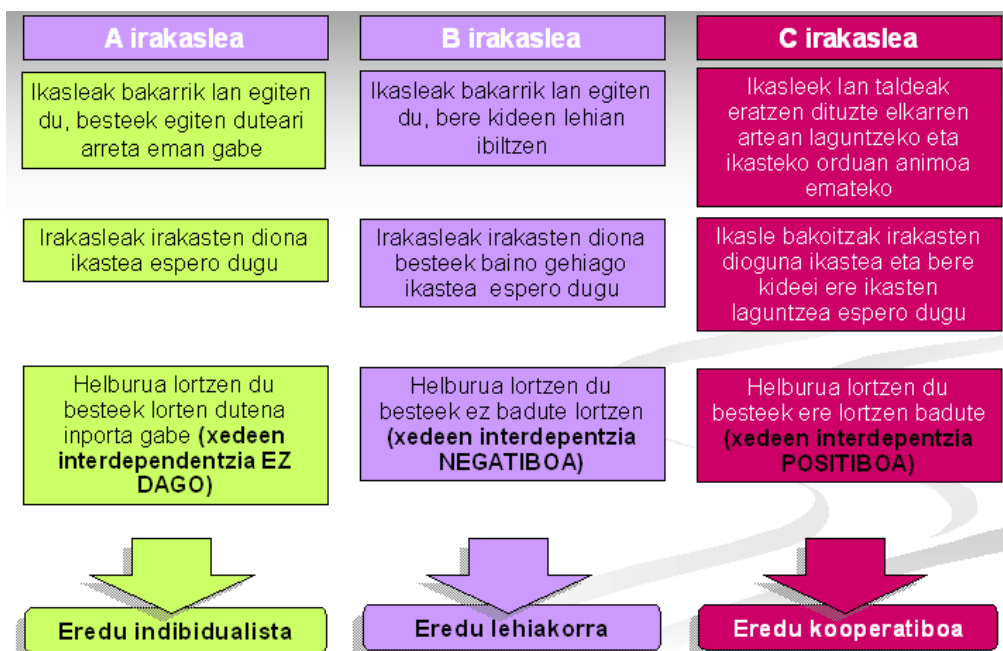 A irakaslea
Ikasleak bakarrik lan egiten
du, besteek egiten duteari
arreta eman gabe
Irakasleak irakasten diona
ikastea espero dugu
Helburua lortzen du
besteek lorten dutena
inporta gabe (xedeen
interdependentzia EZ
DAGO)
Eredu indibidualista
B irakaslea
Ikasleak bakarrik lan egiten
du, bere kideen lehian
ibiltzen
Irakasleak irakasten diona
besteek baino gehiago
ikastea espero dugu
Helburua lortzen du
besteek ez badute lortzen
(xedeen interdepentzia
NEGATIBOA)
Eredu lehiakorra
C irakaslea
Ikasleek lan taldeak
eratzen dituzte elkarren
artean laguntzeko eta
ikasteko orduan animoa
emateko
Ikasle bakoitzak irakasten
dioguna ikastea eta bere
kideei ere ikasten
laguntzea espero dugu
Helburua lortzen du
besteek ere lortzen badute
(xedeen interdepentzia
POSITIBOA)
Eredu kooperatiboa